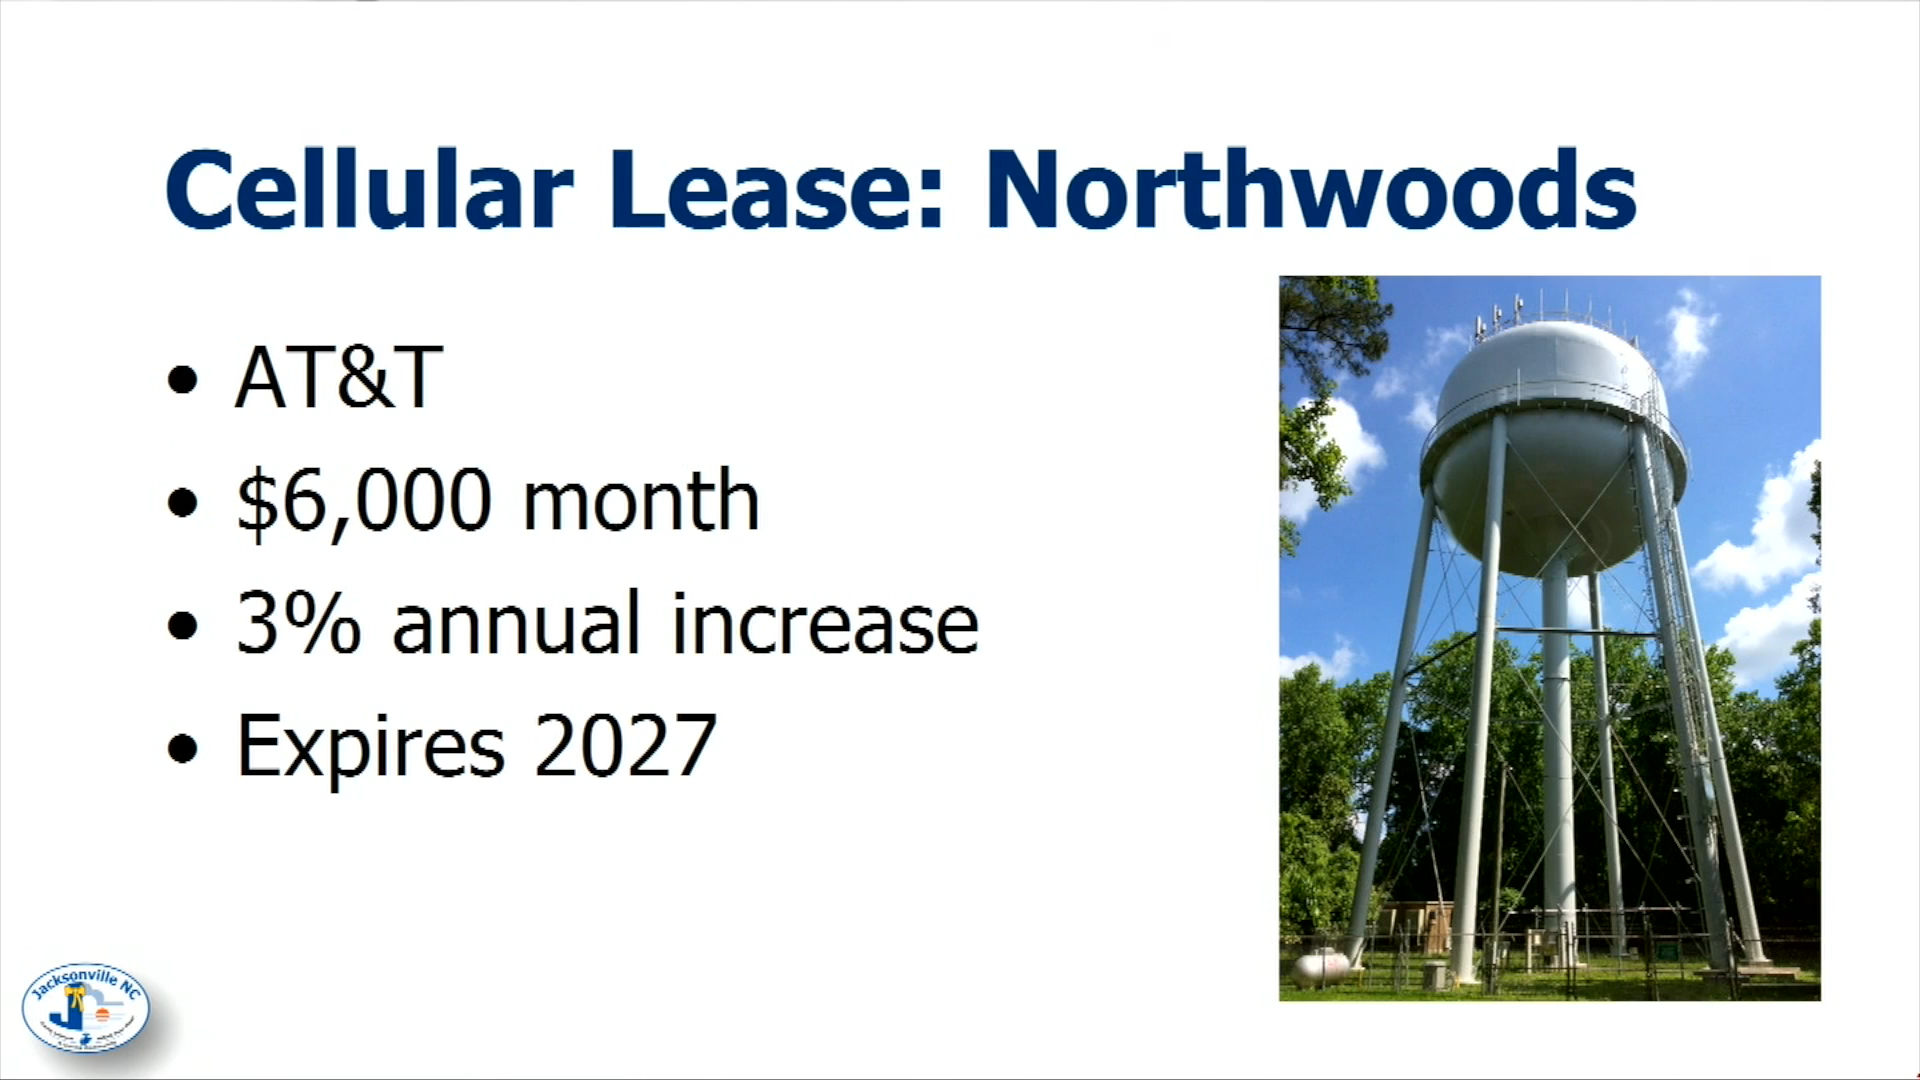 Cellular Lease: Northwoods
• AT&T
• $6,000 month
• 3% annual increase
• Expires 2027
Jacksonville NC